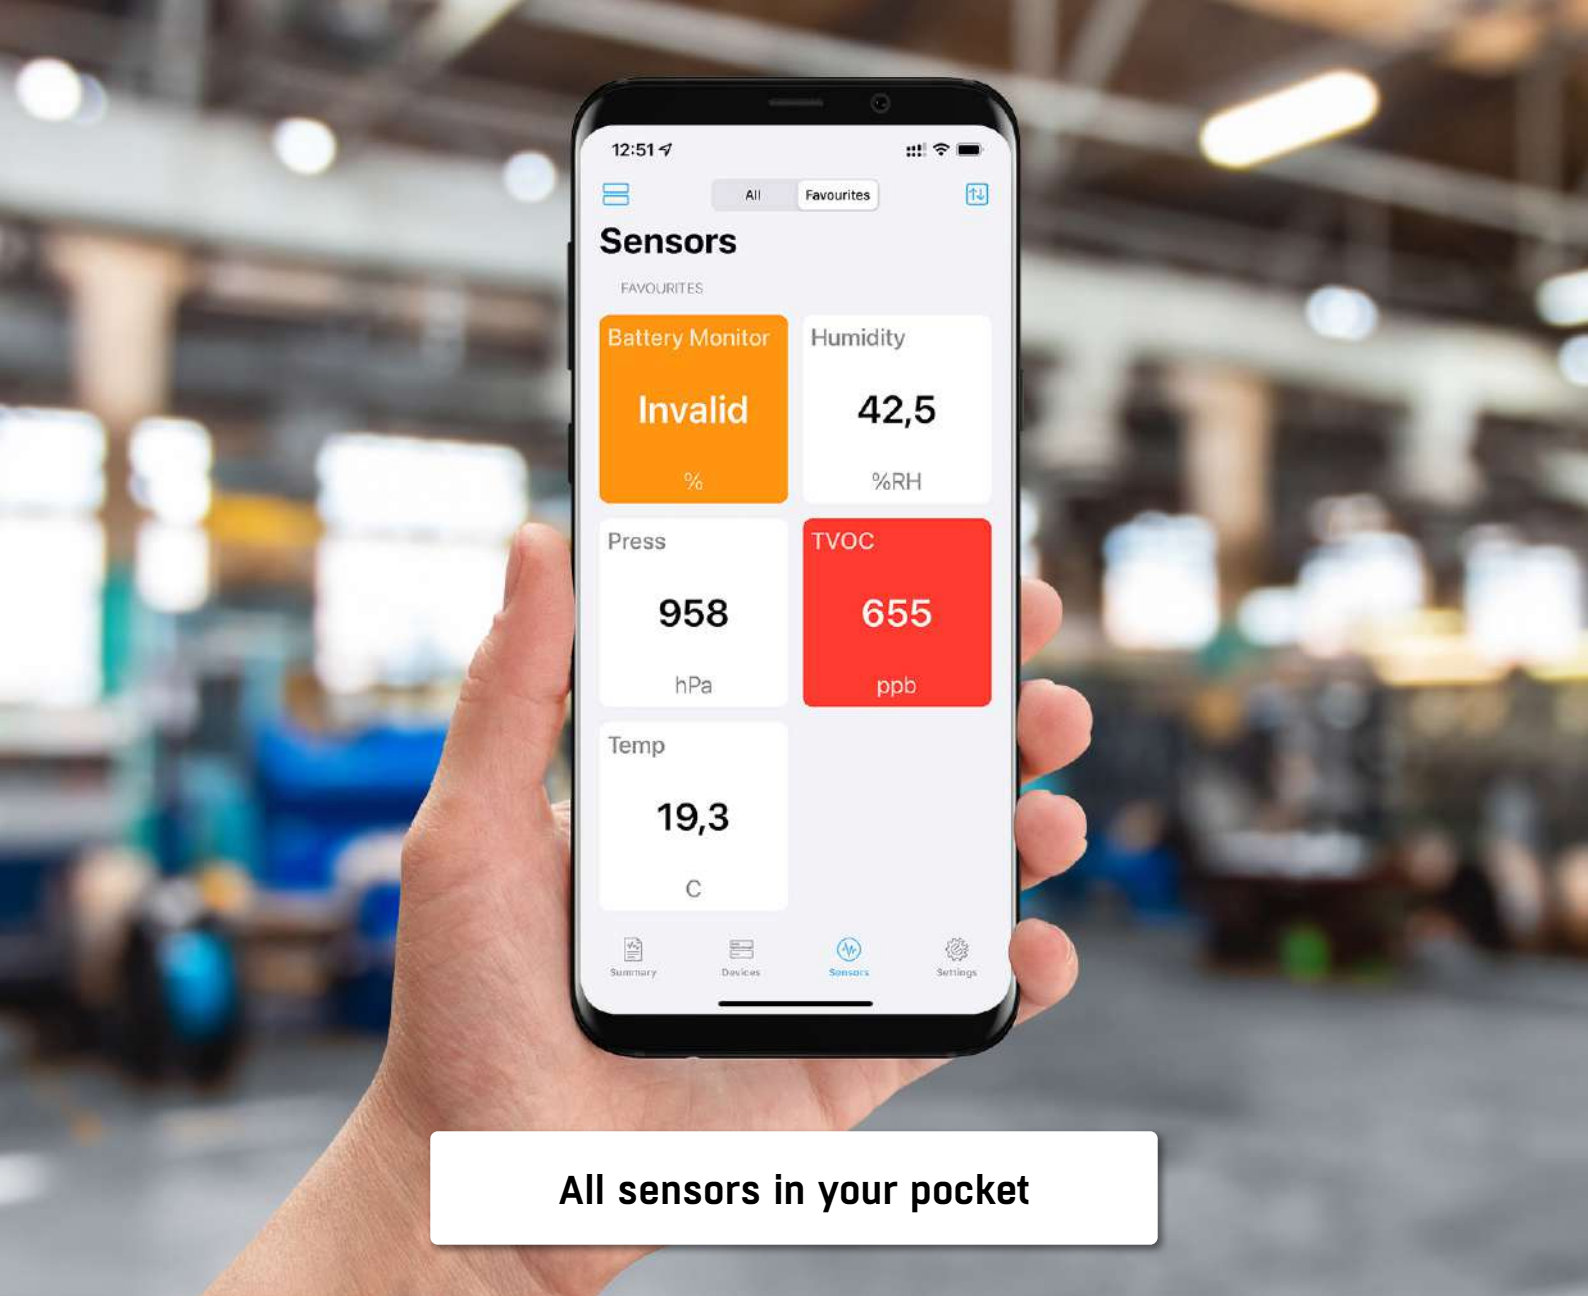 12:51
All Favourites
Sensors
FAVOURITES
Battery Monitor Humidity
Invalid 42,5
% %RH
Press TVOC
958 655
hPa ppb
Temp
19,3
C
Summary Devices Sensors Settings
All sensors in your pocket